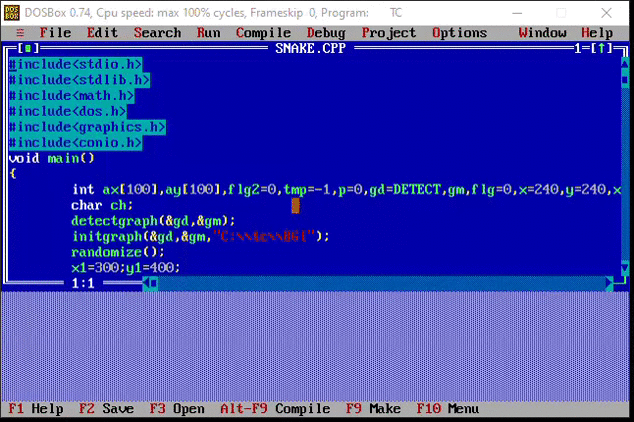 DOSBox 0.74, Cpu speed: max 100% cycles, Frameskip 0, Program: TC
File Edit Search Run Compile Debug Project Options Window Help
SNAKE.CPP 1=[↑]
#include<stdio.h>
#include<stdlib.h>
#include<math.h>
#include<dos.h>
#include<graphics.h>
#include<conio.h>
void main()
{
int ax[100],ay[100],flg2=0,tmp=-1,p=0,gd=DETECT,gm,flg=0,x=240,y=240,x
char ch;
detectgraph(&gd,&gm);
initgraph(&gd,&gm,"C:\\tc\\BGI");
randomize();
x1=300;y1=400;
1:1
F1 Help F2 Save F3 Open Alt-F9 Compile F9 Make F10 Menu